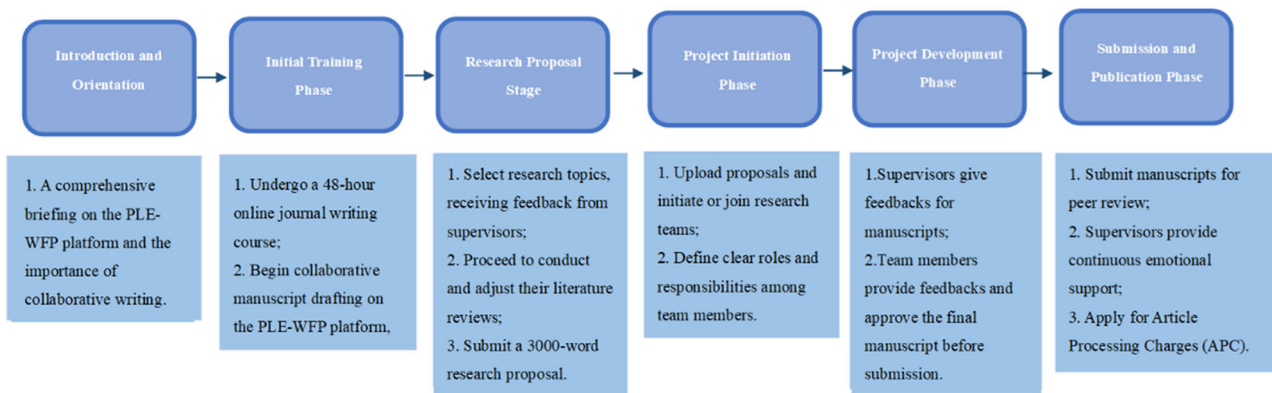 Introduction and
Orientation
Initial Training
Phase
Research Proposal
Stage
Project Initiation
Phase
Project Development
Phase
Submission and
Publication Phase
1. A comprehensive
briefing on the PLE-
WFP platform and the
importance of
collaborative writing.
1. Undergo a 48-hour
online journal writing
course;
2. Begin collaborative
manuscript drafting on
the PLE-WFP platform,
1. Select research topics,
receiving feedback from
supervisors;
2. Proceed to conduct
and adjust their literature
reviews;
3. Submit a 3000-word
research proposal.
1. Upload proposals and
initiate or join research
teams;
2. Define clear roles and
responsibilities among
team members.
1.Supervisors give
feedbacks for
manuscripts;
2.Team members
provide feedbacks and
approve the final
manuscript before
submission.
1. Submit manuscripts for
peer review;
2. Supervisors provide
continuous emotional
support;
3. Apply for Article
Processing Charges (APC).